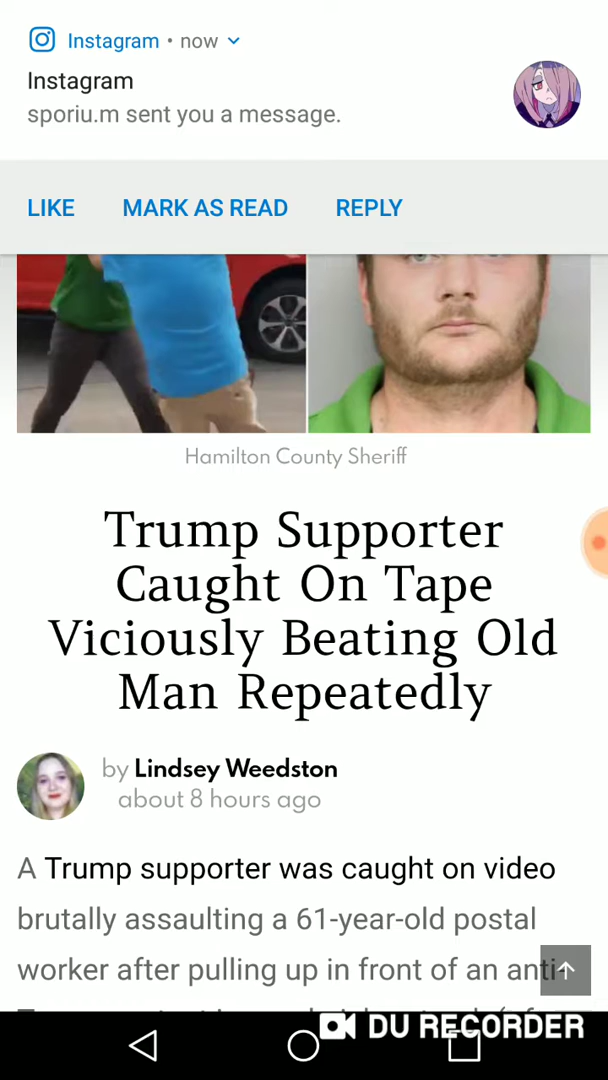 Instagram • now
Instagram
sporiu.m sent you a message.
LIKE MARK AS READ REPLY
Hamilton County Sheriff
Trump Supporter
Caught On Tape
Viciously Beating Old
Man Repeatedly
by Lindsey Weedston
about 8 hours ago
A Trump supporter was caught on video
brutally assaulting a 61-year-old postal
worker after pulling up in front of an anti-
DU RECORDER